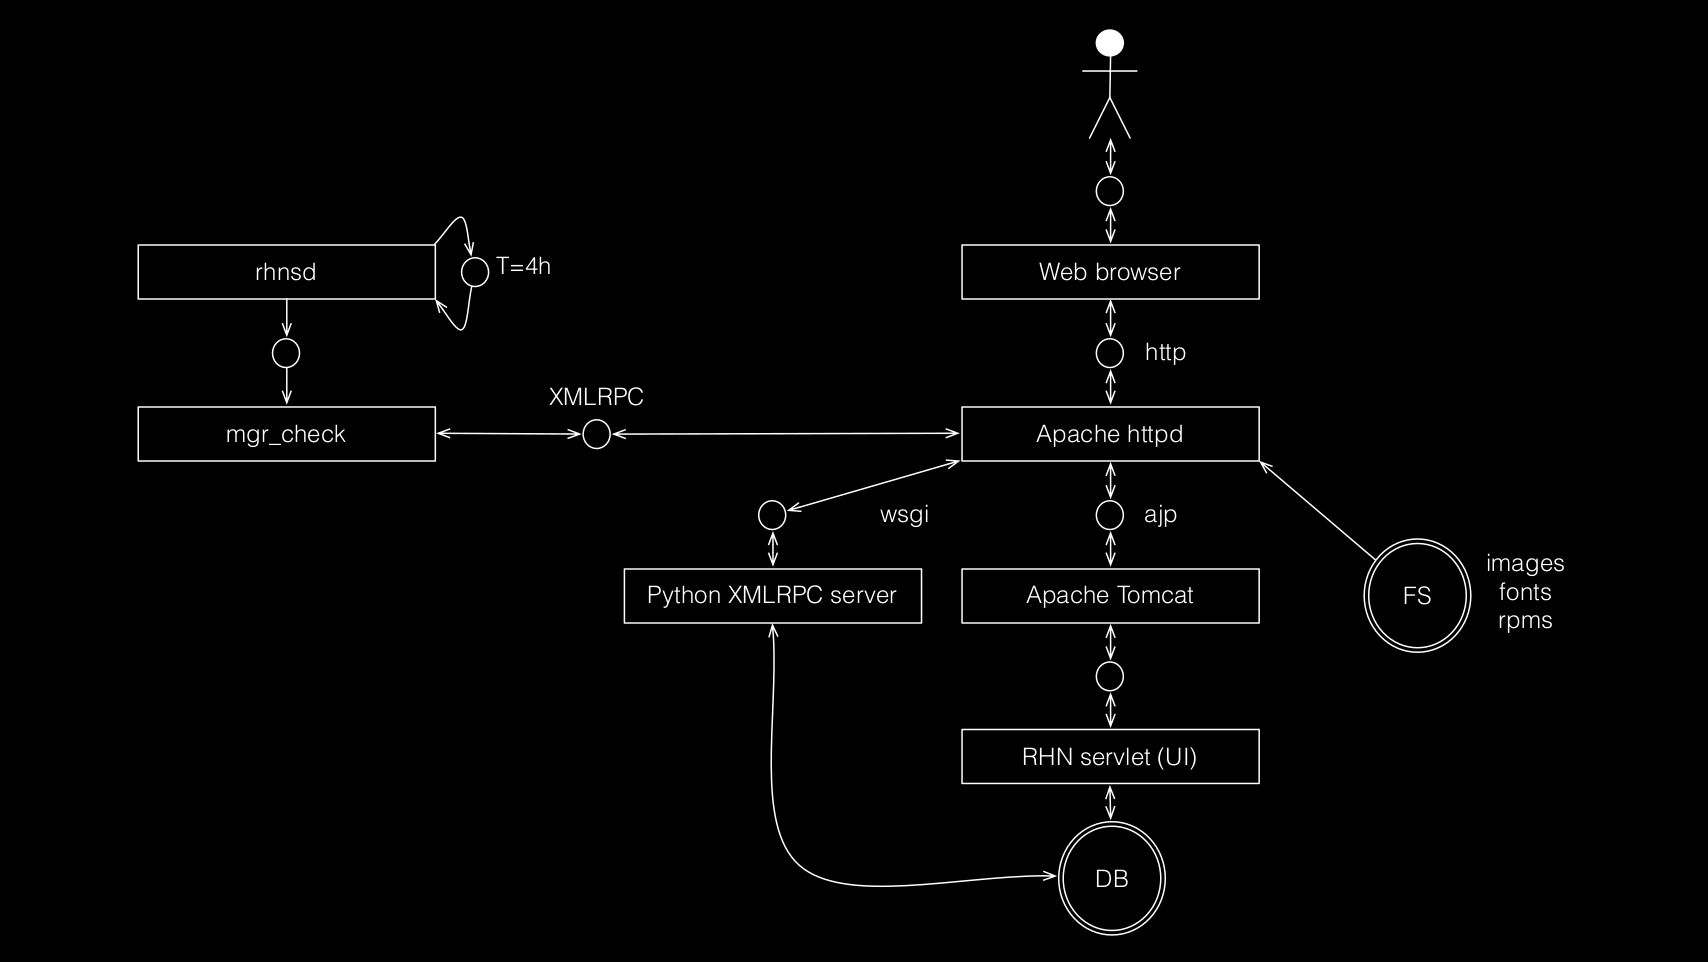 rhnsd
T=4h
Web browser
http
XMLRPC
mgr_check
Apache httpd
wsgi
ajp
images
fonts
rpms
FS
Python XMLRPC server
Apache Tomcat
RHN servlet (UI)
DB